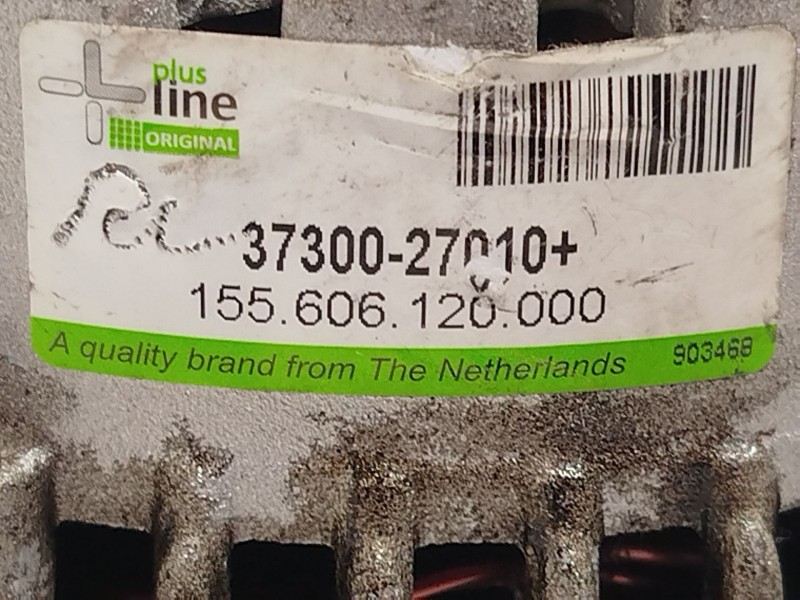 plus
line
ORIGINAL
37300-27010+
155.606.120.000
A quality brand from The Netherlands
903468